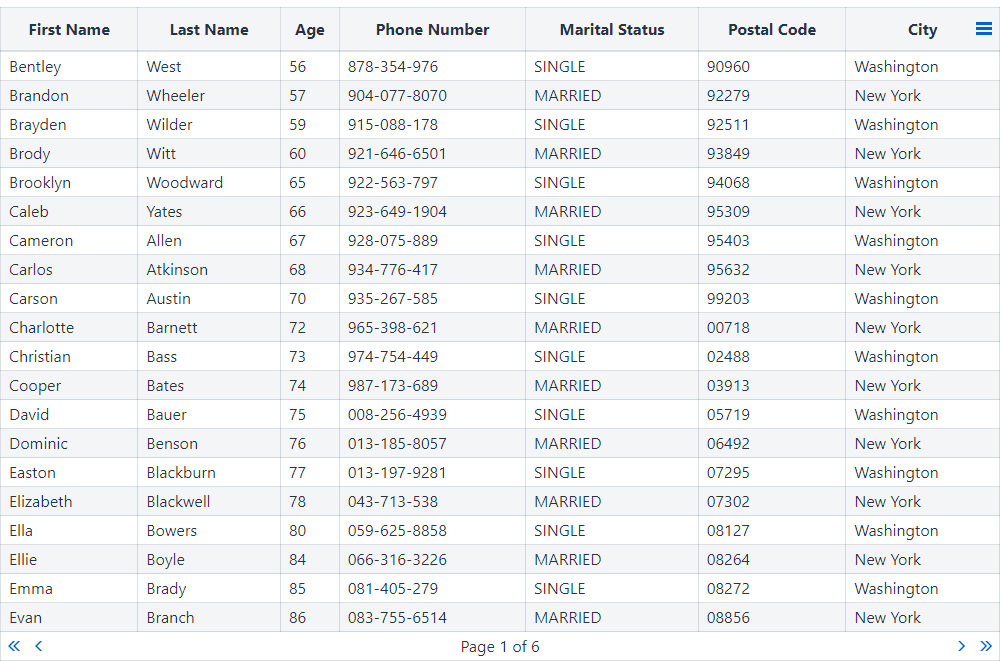 First Name Last Name Age Phone Number Marital Status Postal Code City
Bentley West 56 878-354-976 SINGLE 90960 Washington
Brandon Wheeler 57 904-077-8070 MARRIED 92279 New York
Brayden Wilder 59 915-088-178 SINGLE 92511 Washington
Brody Witt 60 921-646-6501 MARRIED 93849 New York
Brooklyn Woodward 65 922-563-797 SINGLE 94068 Washington
Caleb Yates 66 923-649-1904 MARRIED 95309 New York
Cameron Allen 67 928-075-889 SINGLE 95403 Washington
Carlos Atkinson 68 934-776-417 MARRIED 95632 New York
Carson Austin 70 935-267-585 SINGLE 99203 Washington
Charlotte Barnett 72 965-398-621 MARRIED 00718 New York
Christian Bass 73 974-754-449 SINGLE 02488 Washington
Cooper Bates 74 987-173-689 MARRIED 03913 New York
David Bauer 75 008-256-4939 SINGLE 05719 Washington
Dominic Benson 76 013-185-8057 MARRIED 06492 New York
Easton Blackburn 77 013-197-9281 SINGLE 07295 Washington
Elizabeth Blackwell 78 043-713-538 MARRIED 07302 New York
Ella Bowers 80 059-625-8858 SINGLE 08127 Washington
Ellie Boyle 84 066-316-3226 MARRIED 08264 New York
Emma Brady 85 081-405-279 SINGLE 08272 Washington
Evan Branch 86 083-755-6514 MARRIED 08856 New York
Page 1 of 6